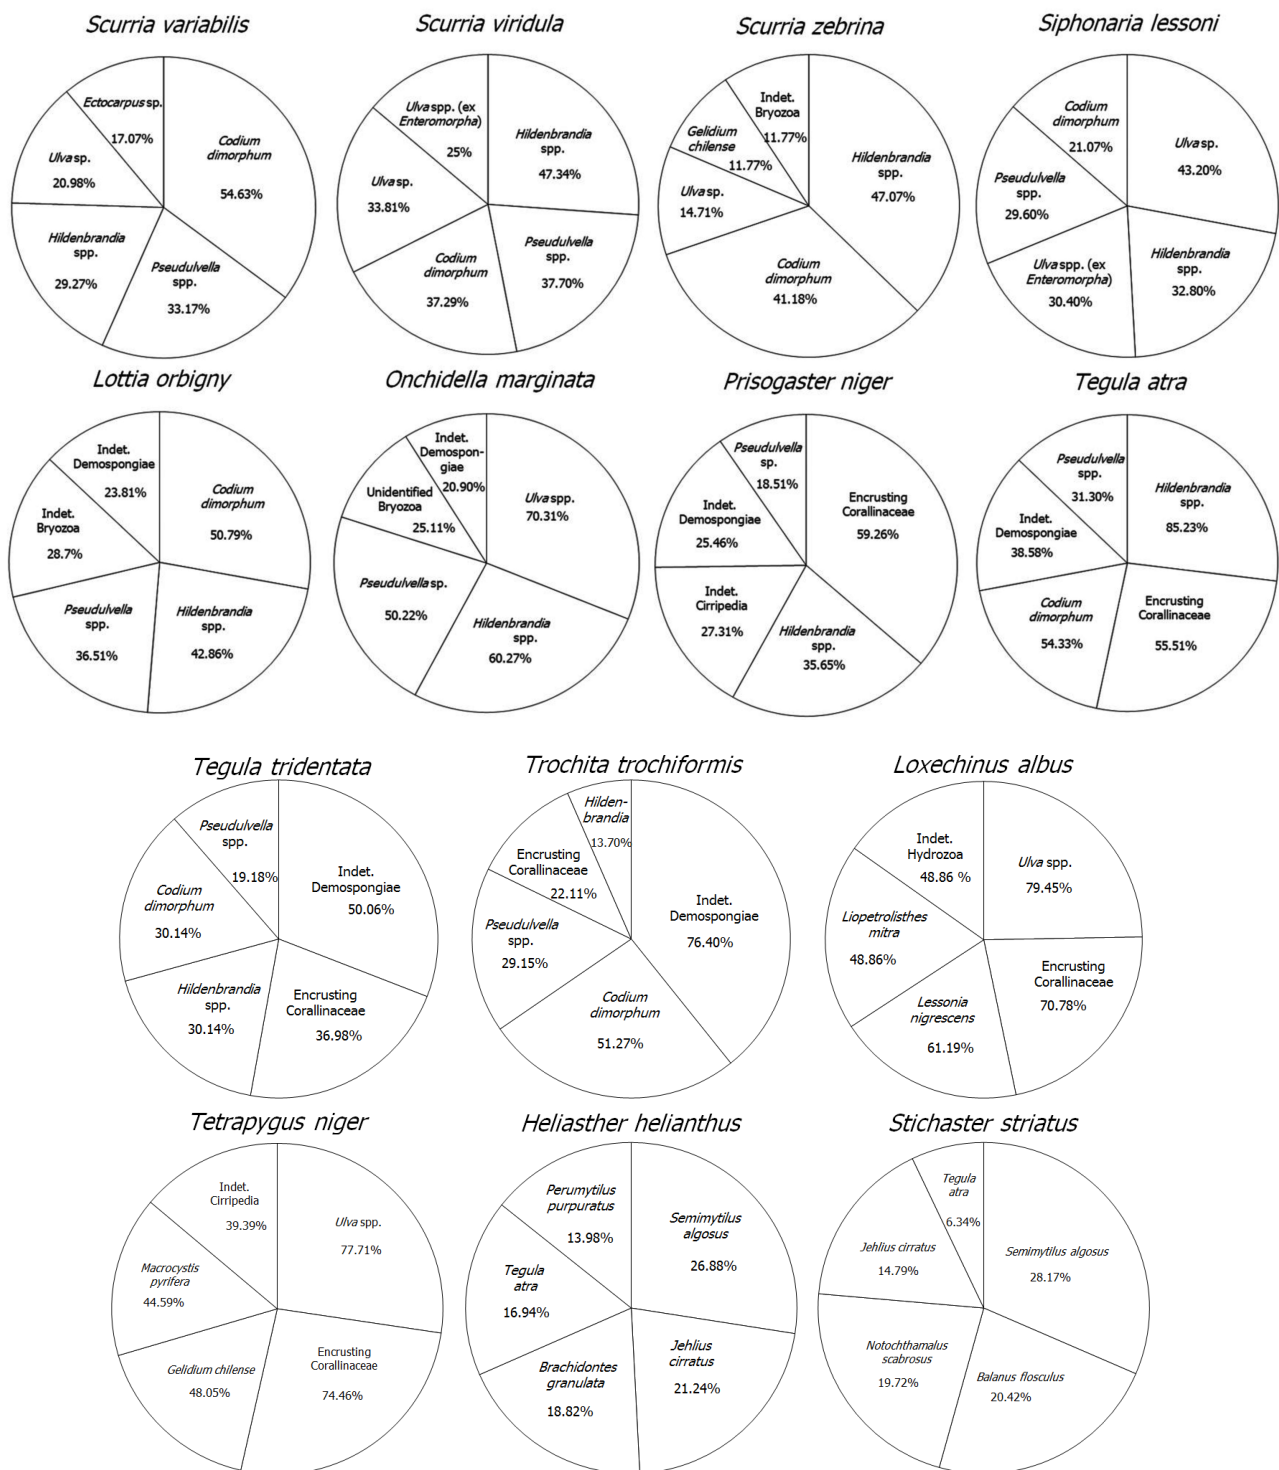 Scurria variabilis
Ectocarpus sp.
17.07%
Codium
dimorphum
54.63%
Ulva sp.
20.98%
Hildenbrandia
spp.
29.27%
Pseudulvella
spp.
33.17%
Scurria viridula
Ulva spp. (ex
Enteromorpha)
25%
Hildenbrandia
spp.
47.34%
Ulva sp.
33.81%
Codium
dimorphum
37.29%
Pseudulvella
spp.
37.70%
Scurria zebrina
Indet.
Bryozoa
11.77%
Gelidium
chilense
11.77%
Hildenbrandia
spp.
47.07%
Ulva sp.
14.71%
Codium
dimorphum
41.18%
Siphonaria lessoni
Codium
dimorphum
21.07%
Ulva sp.
43.20%
Pseudulvella
spp.
29.60%
Ulva spp. (ex
Enteromorpha)
30.40%
Hildenbrandia
spp.
32.80%
Lottia orbigny
Indet.
Demospongiae
23.81%
Codium
dimorphum
50.79%
Indet.
Bryozoa
28.7%
Pseudulvella
spp.
36.51%
Hildenbrandia
spp.
42.86%
Onchidella marginata
Indet.
Demospon-
giae
20.90%
Unidentified
Bryozoa
25.11%
Ulva spp.
70.31%
Pseudulvella sp.
50.22%
Hildenbrandia
spp.
60.27%
Prisogaster niger
Pseudulvella
sp.
18.51%
Encrusting
Corallinaceae
59.26%
Indet.
Demospongiae
25.46%
Indet.
Cirripedia
27.31%
Hildenbrandia
spp.
35.65%
Tegula atra
Pseudulvella
spp.
31.30%
Hildenbrandia
spp.
85.23%
Indet.
Demospongiae
38.58%
Codium
dimorphum
54.33%
Encrusting
Corallinaceae
55.51%
Tegula tridentata
Pseudulvella
spp.
19.18%
Indet.
Demospongiae
50.06%
Codium
dimorphum
30.14%
Hildenbrandia
spp.
30.14%
Encrusting
Corallinaceae
36.98%
Trochita trochiformis
Hilden-
brandia
13.70%
Encrusting
Corallinaceae
22.11%
Indet.
Demospongiae
76.40%
Pseudulvella
spp.
29.15%
Codium
dimorphum
51.27%
Loxechinus albus
Indet.
Hydrozoa
48.86 %
Ulva spp.
79.45%
Liopetrolisthes
mitra
48.86%
Encrusting
Corallinaceae
70.78%
Lessonia
nigrescens
61.19%
Tetrapygus niger
Indet.
Cirripedia
39.39%
Ulva spp.
77.71%
Macrocystis
pyrifera
44.59%
Gelidium chilense
48.05%
Encrusting
Corallinaceae
74.46%
Heliasther helianthus
Perumytilus
purpuratus
13.98%
Semimytilus
algosus
26.88%
Tegula
atra
16.94%
Brachidontes
granulata
18.82%
Jehlius
cirratus
21.24%
Stichaster striatus
Tegula
atra
6.34%
Jehlius cirratus
14.79%
Semimytilus algosus
28.17%
Notochthamalus
scabrosus
19.72%
Balanus flosculus
20.42%